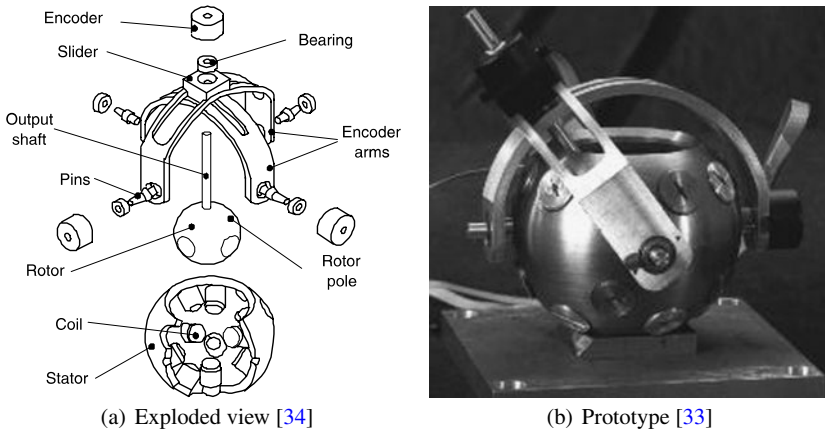 Encoder
Bearing
Slider
Output
shaft
Encoder
arms
Pins
Rotor
Rotor
pole
Coil
Stator
(a) Exploded view [34]
(b) Prototype [33]